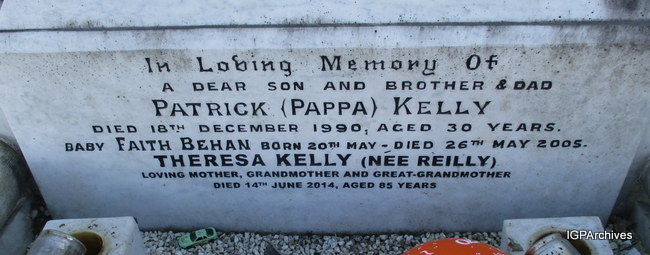 In Loving Memory Of
A DEAR SON AND BROTHER & DAD
PATRICK (PAPPA) KELLY
DIED 18TH DECEMBER 1990, AGED 30 YEARS.
BABY FAITH BEHAN BORN 20TH MAY - DIED 26TH MAY 2005.
THERESA KELLY (NÉE REILLY)
LOVING MOTHER, GRANDMOTHER AND GREAT-GRANDMOTHER
DIED 14TH JUNE 2014, AGED 85 YEARS
IGPArchives